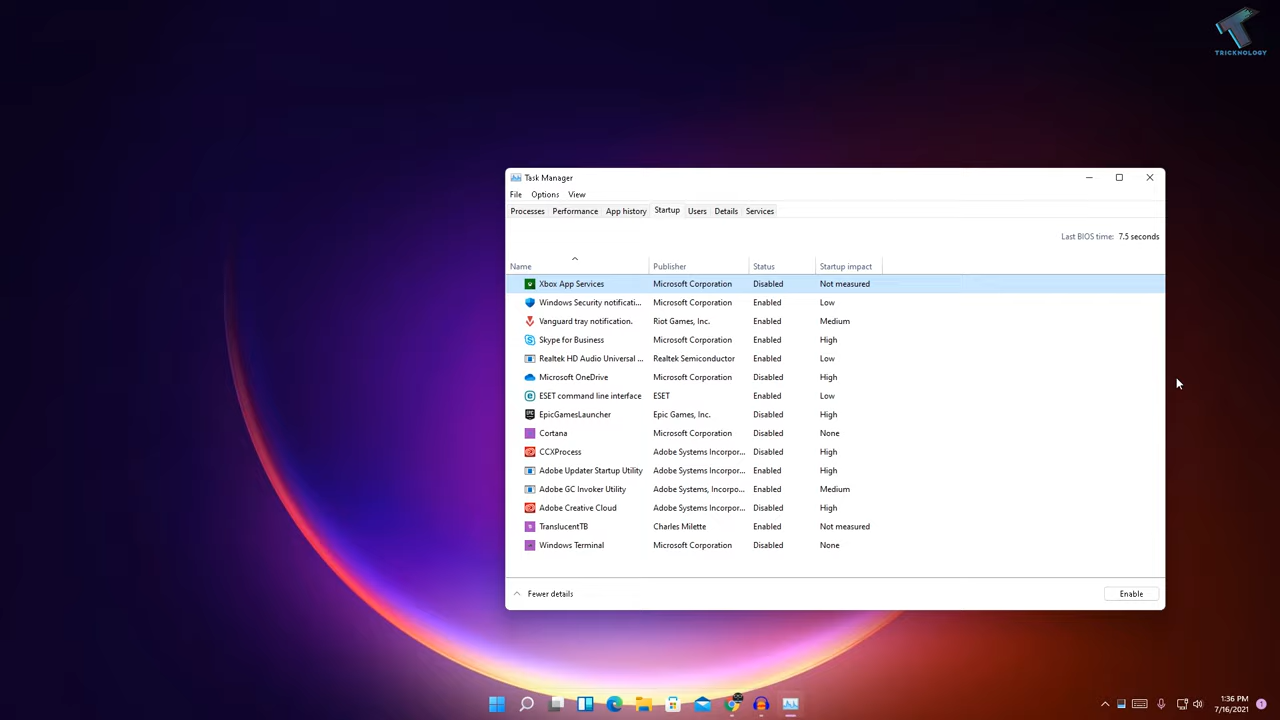 TRICKNOLOGY
Task Manager
File Options View
Processes Performance App history Startup Users Details Services
Last BIOS time: 7.5 seconds
Name Publisher Status Startup impact
Xbox App Services Microsoft Corporation Disabled Not measured
Windows Security notificati... Microsoft Corporation Enabled Low
Vanguard tray notification. Riot Games, Inc. Enabled Medium
Skype for Business Microsoft Corporation Enabled High
Realtek HD Audio Universal ... Realtek Semiconductor Enabled Low
Microsoft OneDrive Microsoft Corporation Disabled High
ESET command line interface ESET Enabled Low
EpicGamesLauncher Epic Games, Inc. Disabled High
Cortana Microsoft Corporation Disabled None
CCXProcess Adobe Systems Incorpor... Disabled High
Adobe Updater Startup Utility Adobe Systems Incorpor... Enabled High
Adobe GC Invoker Utility Adobe Systems, Incorpo... Enabled Medium
Adobe Creative Cloud Adobe Systems Incorpor... Disabled High
TranslucentTB Charles Milette Enabled Not measured
Windows Terminal Microsoft Corporation Disabled None
Fewer details Enable
1:36 PM
7/16/2021 1